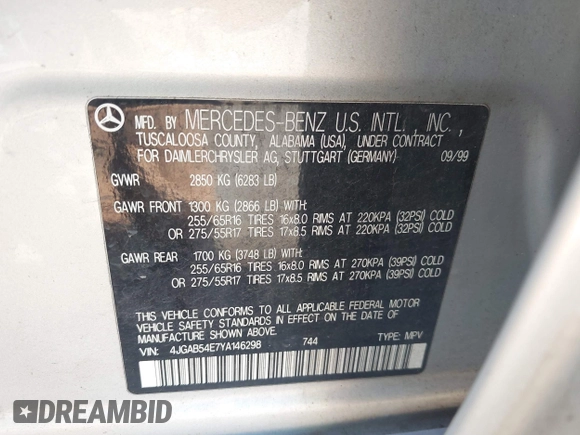 MFD. BY MERCEDES-BENZ U.S. INTL., INC.,
TUSCALOOSA COUNTY, ALABAMA (USA), UNDER CONTRACT
FOR DAIMLERCHRYSLER AG, STUTTGART (GERMANY) 09/99
GVWR 2850 KG (6283 LB)
GAWR FRONT 1300 KG (2866 LB) WITH:
255/65R16 TIRES 16x8.0 RIMS AT 220KPA (32PSI) COLD
OR 275/55R17 TIRES 17x8.5 RIMS AT 220KPA (32PSI) COLD
GAWR REAR 1700 KG (3748 LB) WITH:
255/65R16 TIRES 16x8.0 RIMS AT 270KPA (39PSI) COLD
OR 275/55R17 TIRES 17x8.5 RIMS AT 270KPA (39PSI) COLD
THIS VEHICLE CONFORMS TO ALL APPLICABLE FEDERAL MOTOR
VEHICLE SAFETY, BUMPER, AND THEFT PREVENTION
STANDARDS IN EFFECT ON THE DATE OF MANUFACTURE SHOWN ABOVE.
VIN: 4JGAB54E7YA146298 744 TYPE: MPV
DREAMBID